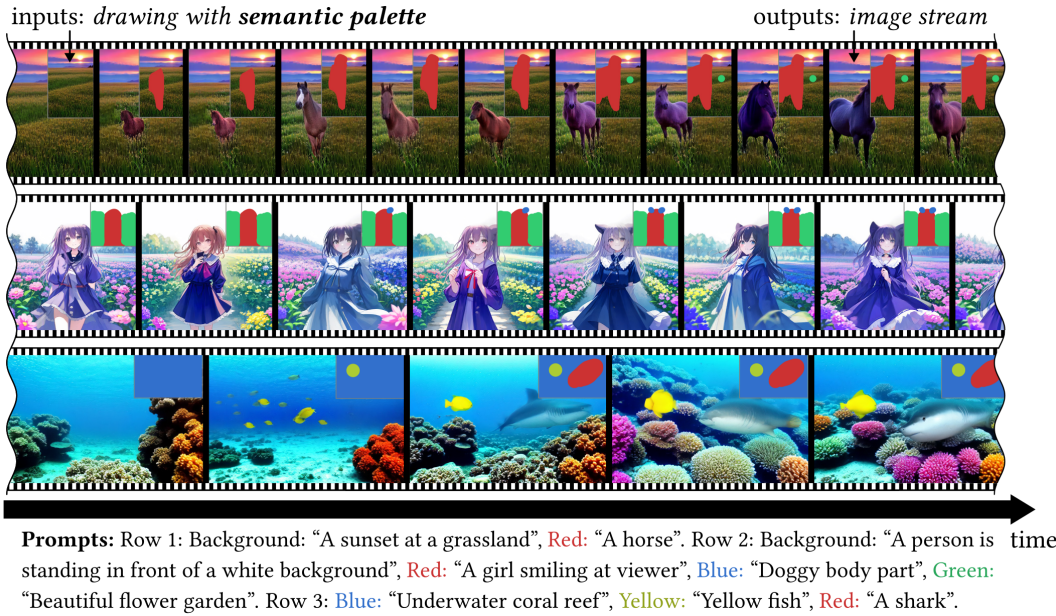 inputs: drawing with semantic palette
outputs: image stream
time
Prompts: Row 1: Background: “A sunset at a grassland”, Red: “A horse”. Row 2: Background: “A person is
standing in front of a white background”, Red: “A girl smiling at viewer”, Blue: “Doggy body part”, Green:
“Beautiful flower garden”. Row 3: Blue: “Underwater coral reef”, Yellow: “Yellow fish”, Red: “A shark”.